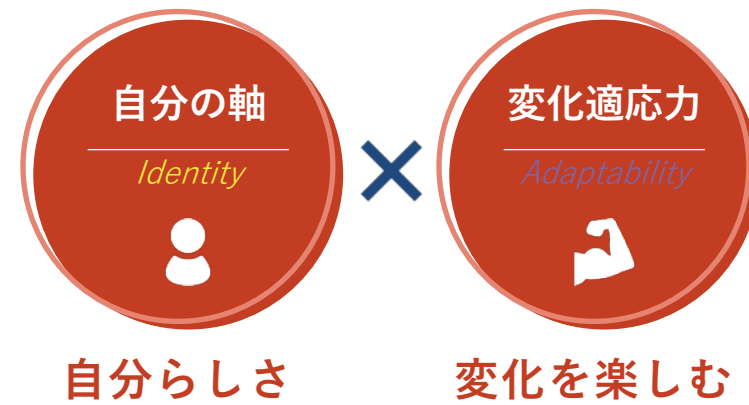 自分の軸
Identity
自分らしさ
×
変化適応力
Adaptability
変化を楽しむ